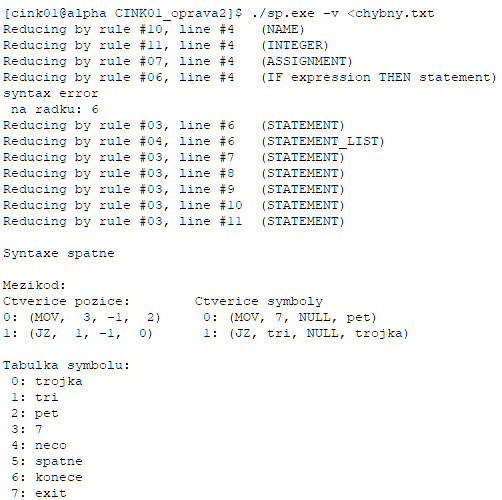 [cink01@alpha CINK01_oprava2]$ ./sp.exe -v <chybny.txt
Reducing by rule #10, line #4   (NAME)
Reducing by rule #11, line #4   (INTEGER)
Reducing by rule #07, line #4   (ASSIGNMENT)
Reducing by rule #06, line #4   (IF expression THEN statement)
syntax error
 na radku: 6
Reducing by rule #03, line #6   (STATEMENT)
Reducing by rule #04, line #6   (STATEMENT_LIST)
Reducing by rule #03, line #7   (STATEMENT)
Reducing by rule #03, line #8   (STATEMENT)
Reducing by rule #03, line #9   (STATEMENT)
Reducing by rule #03, line #10  (STATEMENT)
Reducing by rule #03, line #11  (STATEMENT)
Syntaxe spatne
Mezikod:
Ctverice pozice:        Ctverice symboly
0: (MOV,  3, -1,  2)     0: (MOV, 7, NULL, pet)
1: (JZ,  1, -1,  0)      1: (JZ, tri, NULL, trojka)
Tabulka symbolu:
 0: trojka
 1: tri
 2: pet
 3: 7
 4: neco
 5: spatne
 6: konece
 7: exit